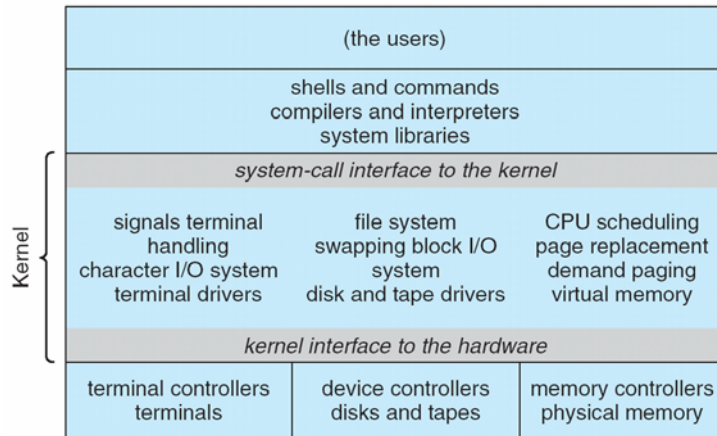 (the users)
shells and commands
compilers and interpreters
system libraries
system-call interface to the kernel
Kernel
signals terminal
handling
character I/O system
terminal drivers
file system
swapping block I/O
system
disk and tape drivers
CPU scheduling
page replacement
demand paging
virtual memory
kernel interface to the hardware
terminal controllers
terminals
device controllers
disks and tapes
memory controllers
physical memory